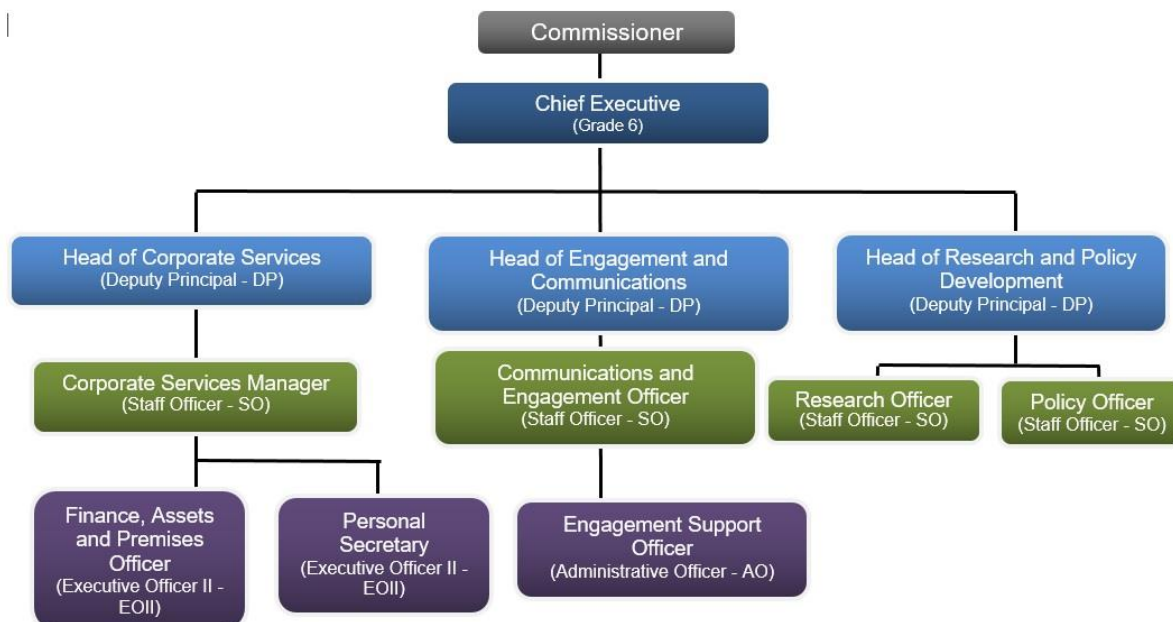 Commissioner
Chief Executive
(Grade 6)
Head of Corporate Services
(Deputy Principal - DP)
Head of Engagement and
Communications
(Deputy Principal - DP)
Head of Research and Policy
Development
(Deputy Principal - DP)
Corporate Services Manager
(Staff Officer - SO)
Communications and
Engagement Officer
(Staff Officer - SO)
Research Officer
(Staff Officer - SO)
Policy Officer
(Staff Officer - SO)
Finance, Assets
and Premises
Officer
(Executive Officer II -
EOII)
Personal
Secretary
(Executive Officer II -
EOII)
Engagement Support
Officer
(Administrative Officer - AO)